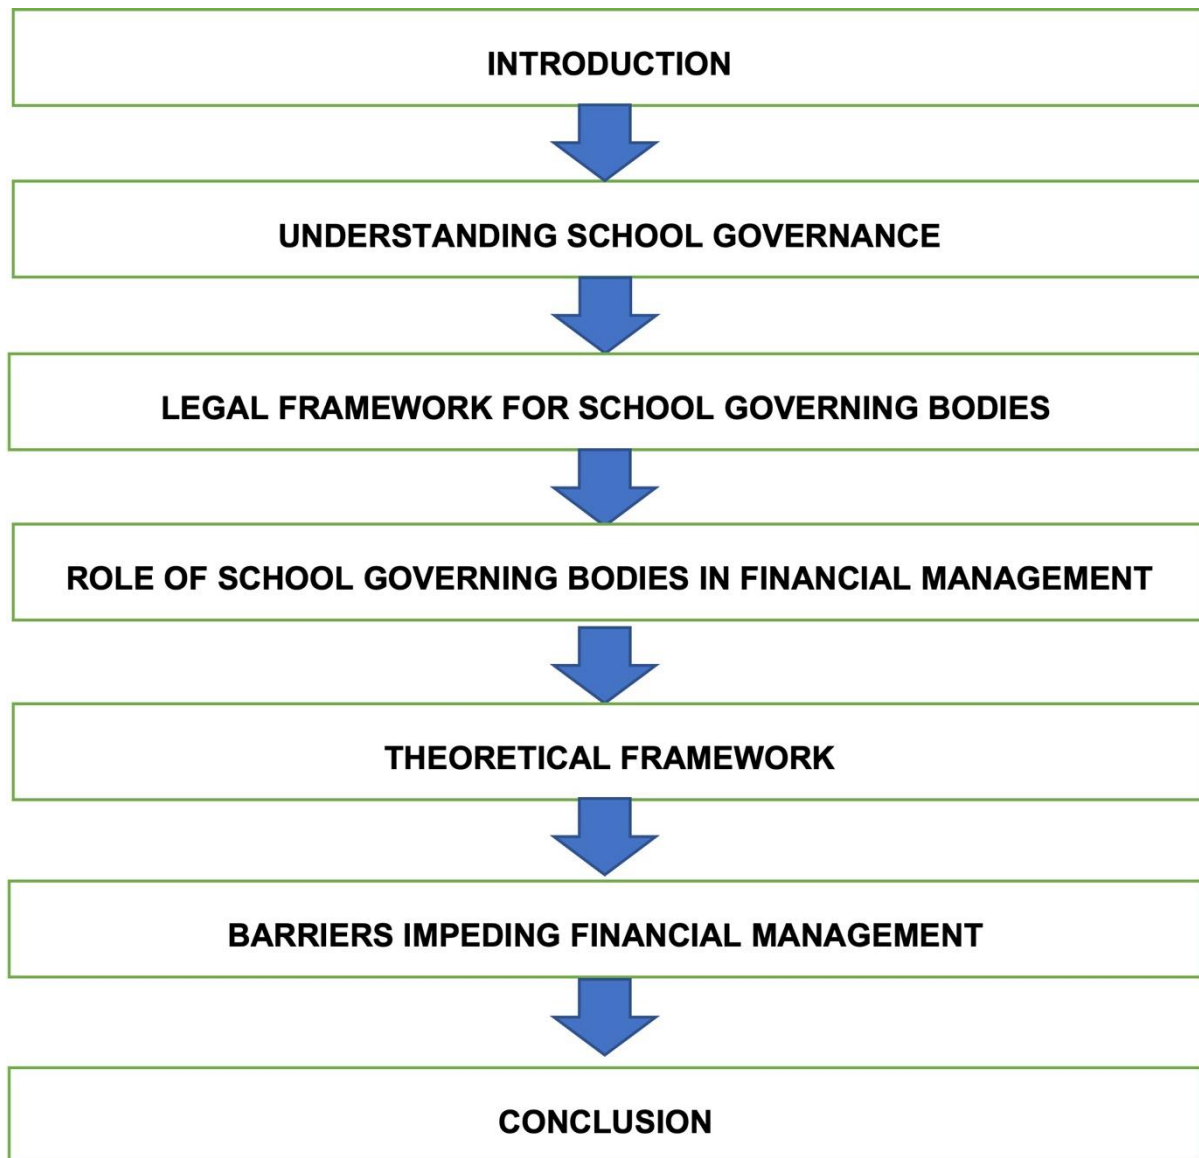 INTRODUCTION
UNDERSTANDING SCHOOL GOVERNANCE
LEGAL FRAMEWORK FOR SCHOOL GOVERNING BODIES
ROLE OF SCHOOL GOVERNING BODIES IN FINANCIAL MANAGEMENT
THEORETICAL FRAMEWORK
BARRIERS IMPEDING FINANCIAL MANAGEMENT
CONCLUSION